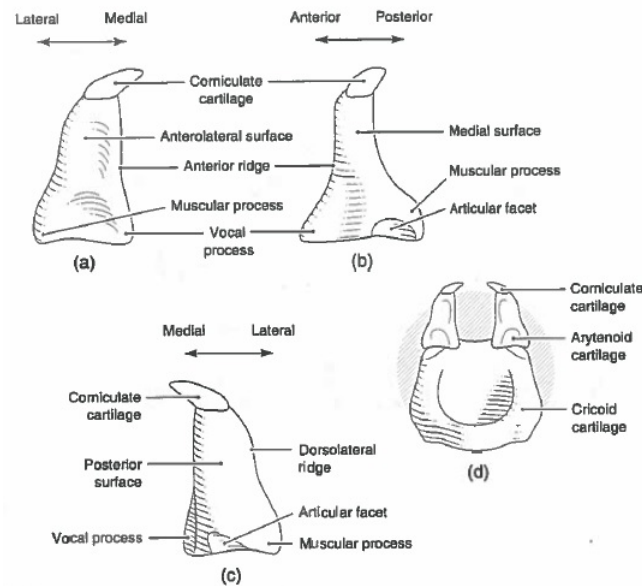 Lateral Medial
Corniculate
cartilage
Anterolateral surface
Anterior ridge
Muscular process
Vocal
process
(a)
Anterior Posterior
Medial surface
Muscular process
Articular facet
(b)
Medial Lateral
Corniculate
cartilage
Posterior
surface
Vocal process
Dorsolateral
ridge
Articular facet
Muscular process
(c)
Corniculate
cartilage
Arytenoid
cartilage
Cricoid
cartilage
(d)